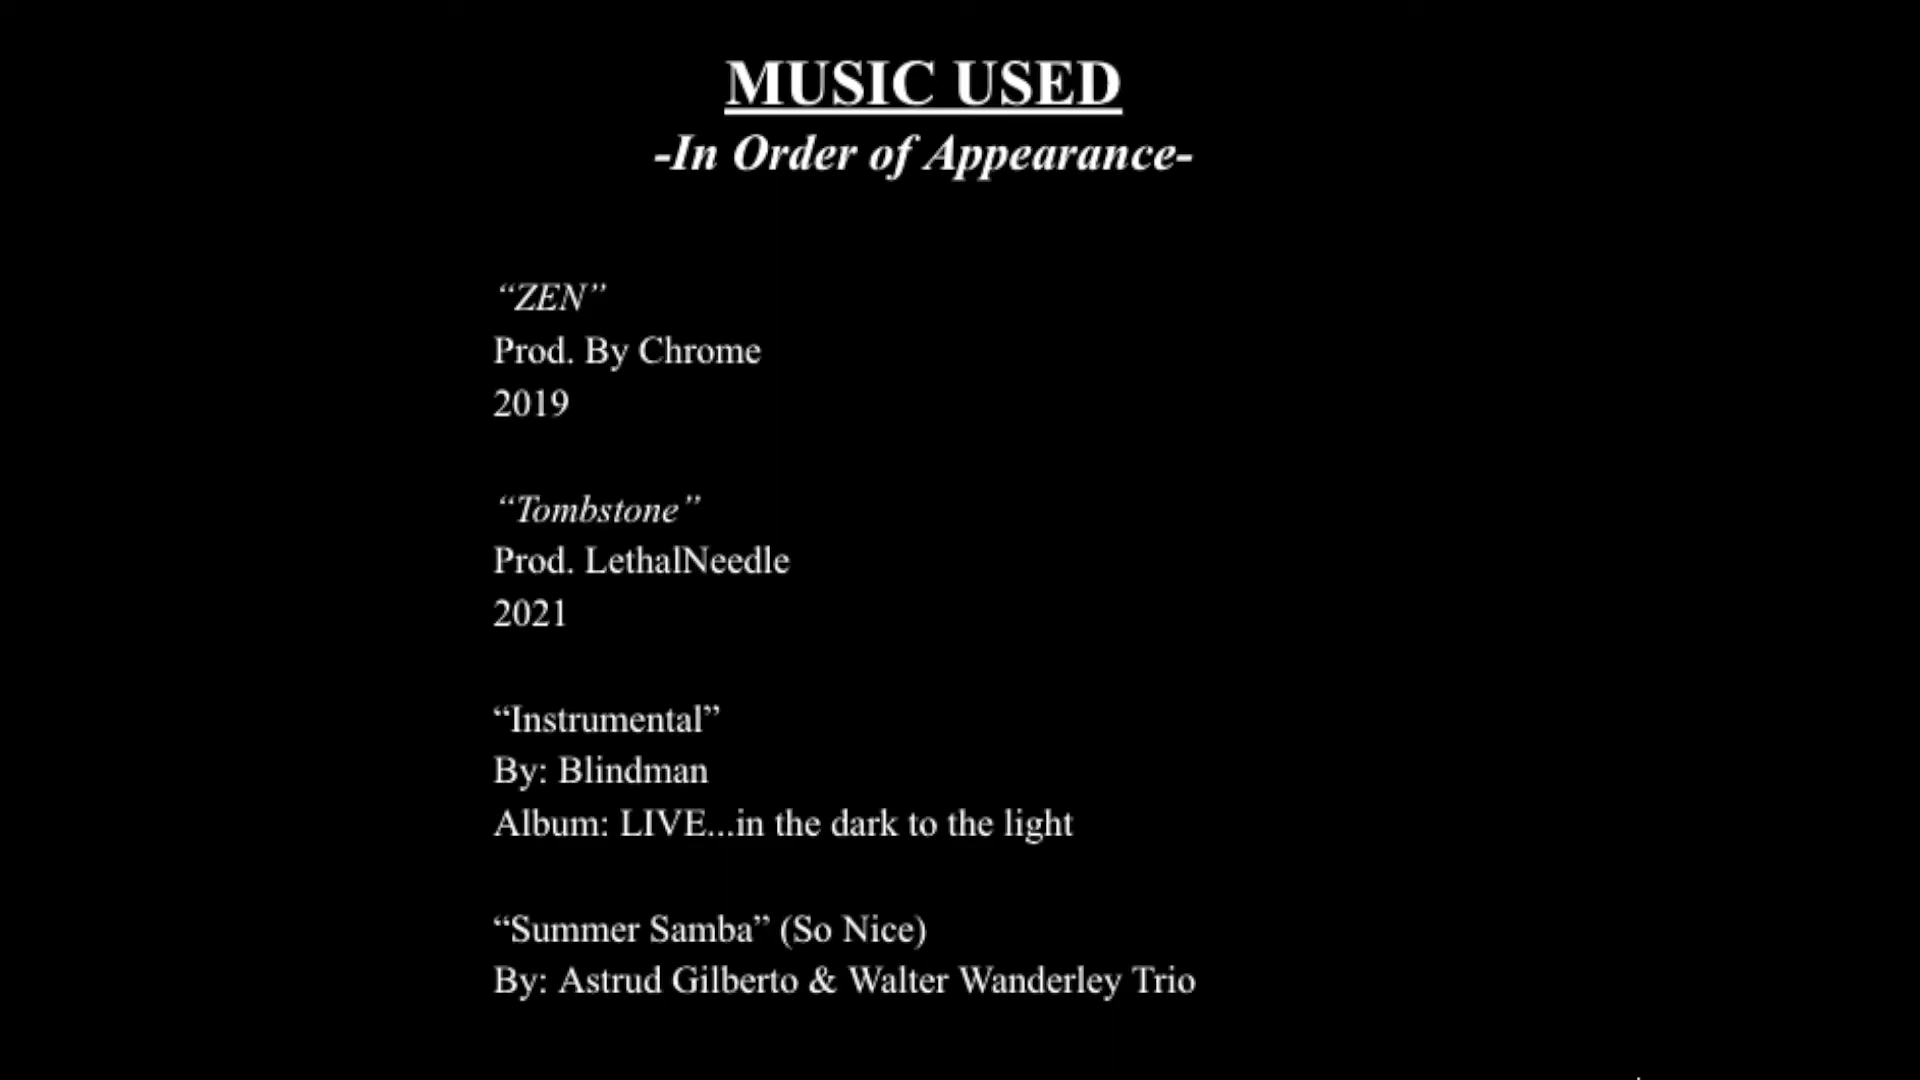 MUSIC USED
-In Order of Appearance-
“ZEN”
Prod. By Chrome
2019
“Tombstone”
Prod. LethalNeedle
2021
“Instrumental”
By: Blindman
Album: LIVE...in the dark to the light
“Summer Samba” (So Nice)
By: Astrud Gilberto & Walter Wanderley Trio